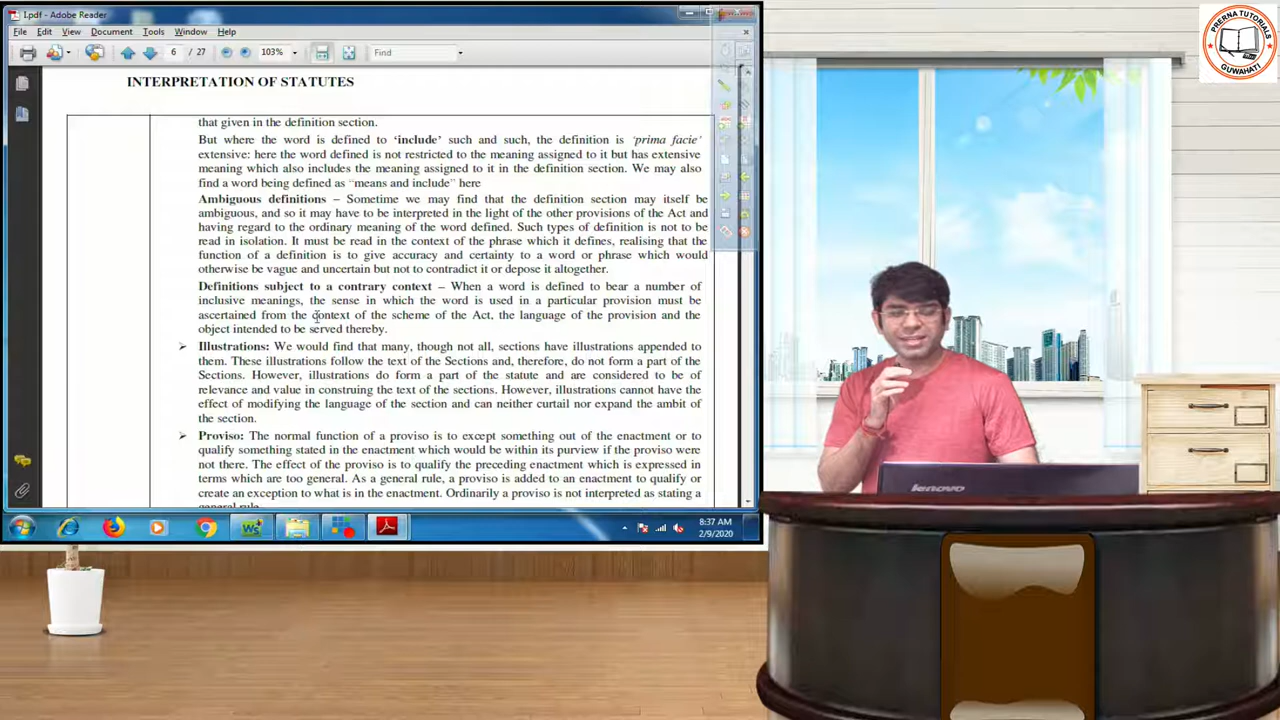 I.pdf - Adobe Reader
File Edit View Document Tools Window Help
6 / 27 103% Find
INTERPRETATION OF STATUTES
that given in the definition section.
But where the word is defined to ‘include’ such and such, the definition is ‘prima facie’
extensive: here the word defined is not restricted to the meaning assigned to it but has extensive
meaning which also includes the meaning assigned to it in the definition section. We may also
find a word being defined as “means and include” here
Ambiguous definitions – Sometime we may find that the definition section may itself be
ambiguous, and so it may have to be interpreted in the light of the other provisions of the Act and
having regard to the ordinary meaning of the word defined. Such types of definition is not to be
read in isolation. It must be read in the context of the phrase which it defines, realising that the
function of a definition is to give accuracy and certainty to a word or phrase which would
otherwise be vague and uncertain but not to contradict it or depose it altogether.
Definitions subject to a contrary context – When a word is defined to bear a number of
inclusive meanings, the sense in which the word is used in a particular provision must be
ascertained from the context of the scheme of the Act, the language of the provision and the
object intended to be served thereby.
➢ Illustrations: We would find that many, though not all, sections have illustrations appended to
them. These illustrations follow the text of the Sections and, therefore, do not form a part of the
Sections. However, illustrations do form a part of the statute and are considered to be of
relevance and value in construing the text of the sections. However, illustrations cannot have the
effect of modifying the language of the section and can neither curtail nor expand the ambit of
the section.
➢ Proviso: The normal function of a proviso is to except something out of the enactment or to
qualify something stated in the enactment which would be within its purview if the proviso were
not there. The effect of the proviso is to qualify the preceding enactment which is expressed in
terms which are too general. As a general rule, a proviso is added to an enactment to qualify or
create an exception to what is in the enactment. Ordinarily a proviso is not interpreted as stating a
general rule.
8:37 AM
2/9/2020
PRERNA TUTORIALS
GUWAHATI
lenovo